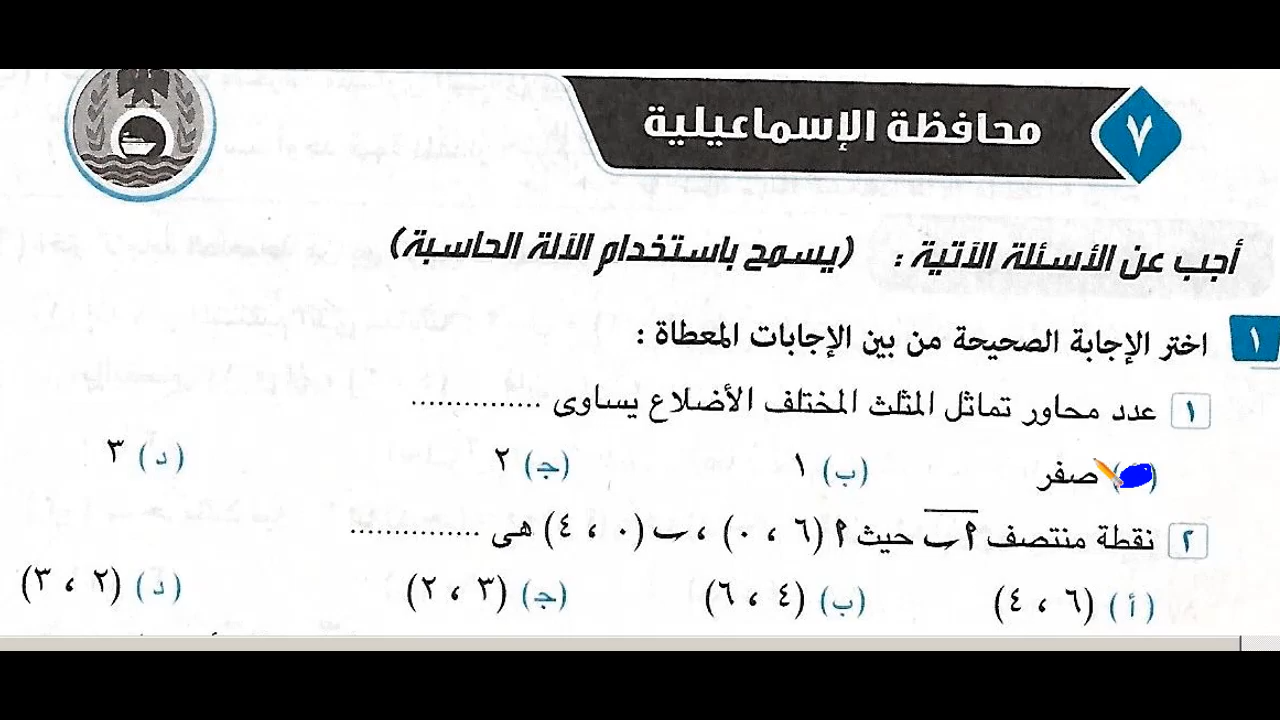 ٧ محافظة الإسماعيلية
أجب عن الأسئلة الآتية : (يسمح باستخدام الآلة الحاسبة)
١ اختر الإجابة الصحيحة من بين الإجابات المعطاة :
١ عدد محاور تماثل المثلث المختلف الأضلاع يساوى ...............
صفر (ب) ١ (ج) ٢ (د) ٣
٢ نقطة منتصف اب حيث ا (٦ ، ٠) ، ب (٠ ، ٤) هى ...............
(أ) (٦ ، ٤) (ب) (٤ ، ٦) (ج) (٣ ، ٢) (د) (٢ ، ٣)